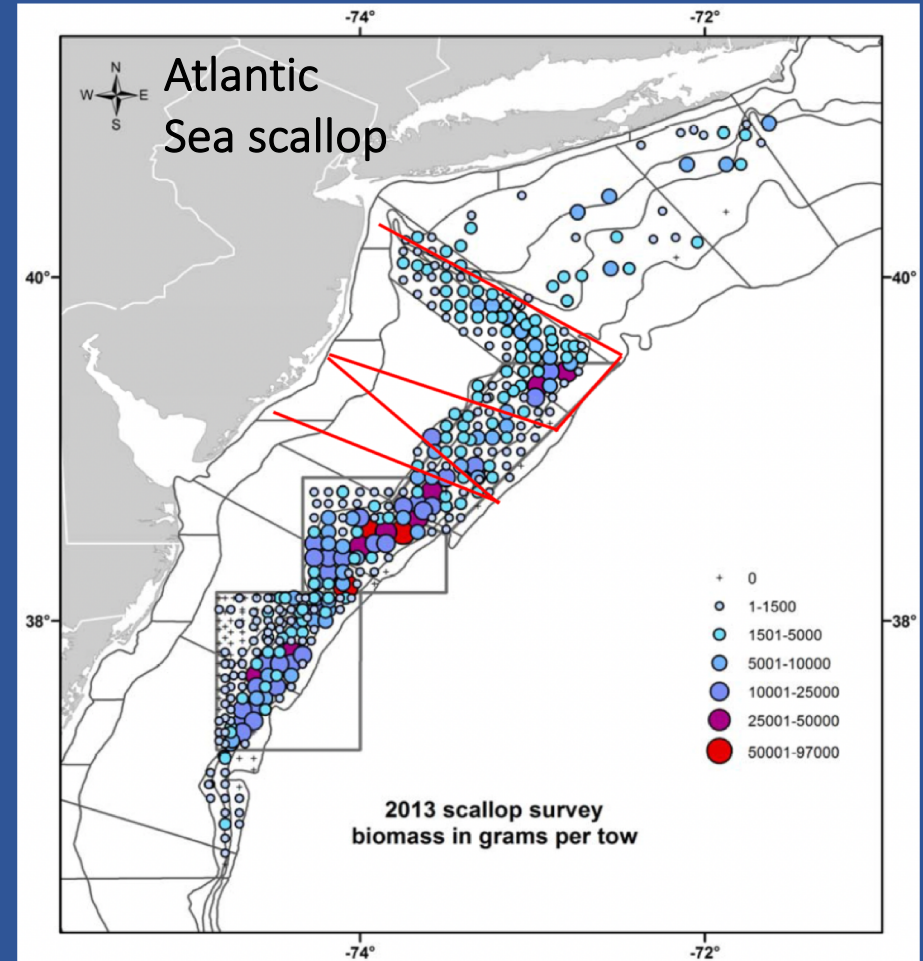 -74°
-72°
N
W
E
S
Atlantic
Sea scallop
40°
40°
38°
38°
0
1-1500
1501-5000
5001-10000
10001-25000
25001-50000
50001-97000
2013 scallop survey
biomass in grams per tow
-74°
-72°